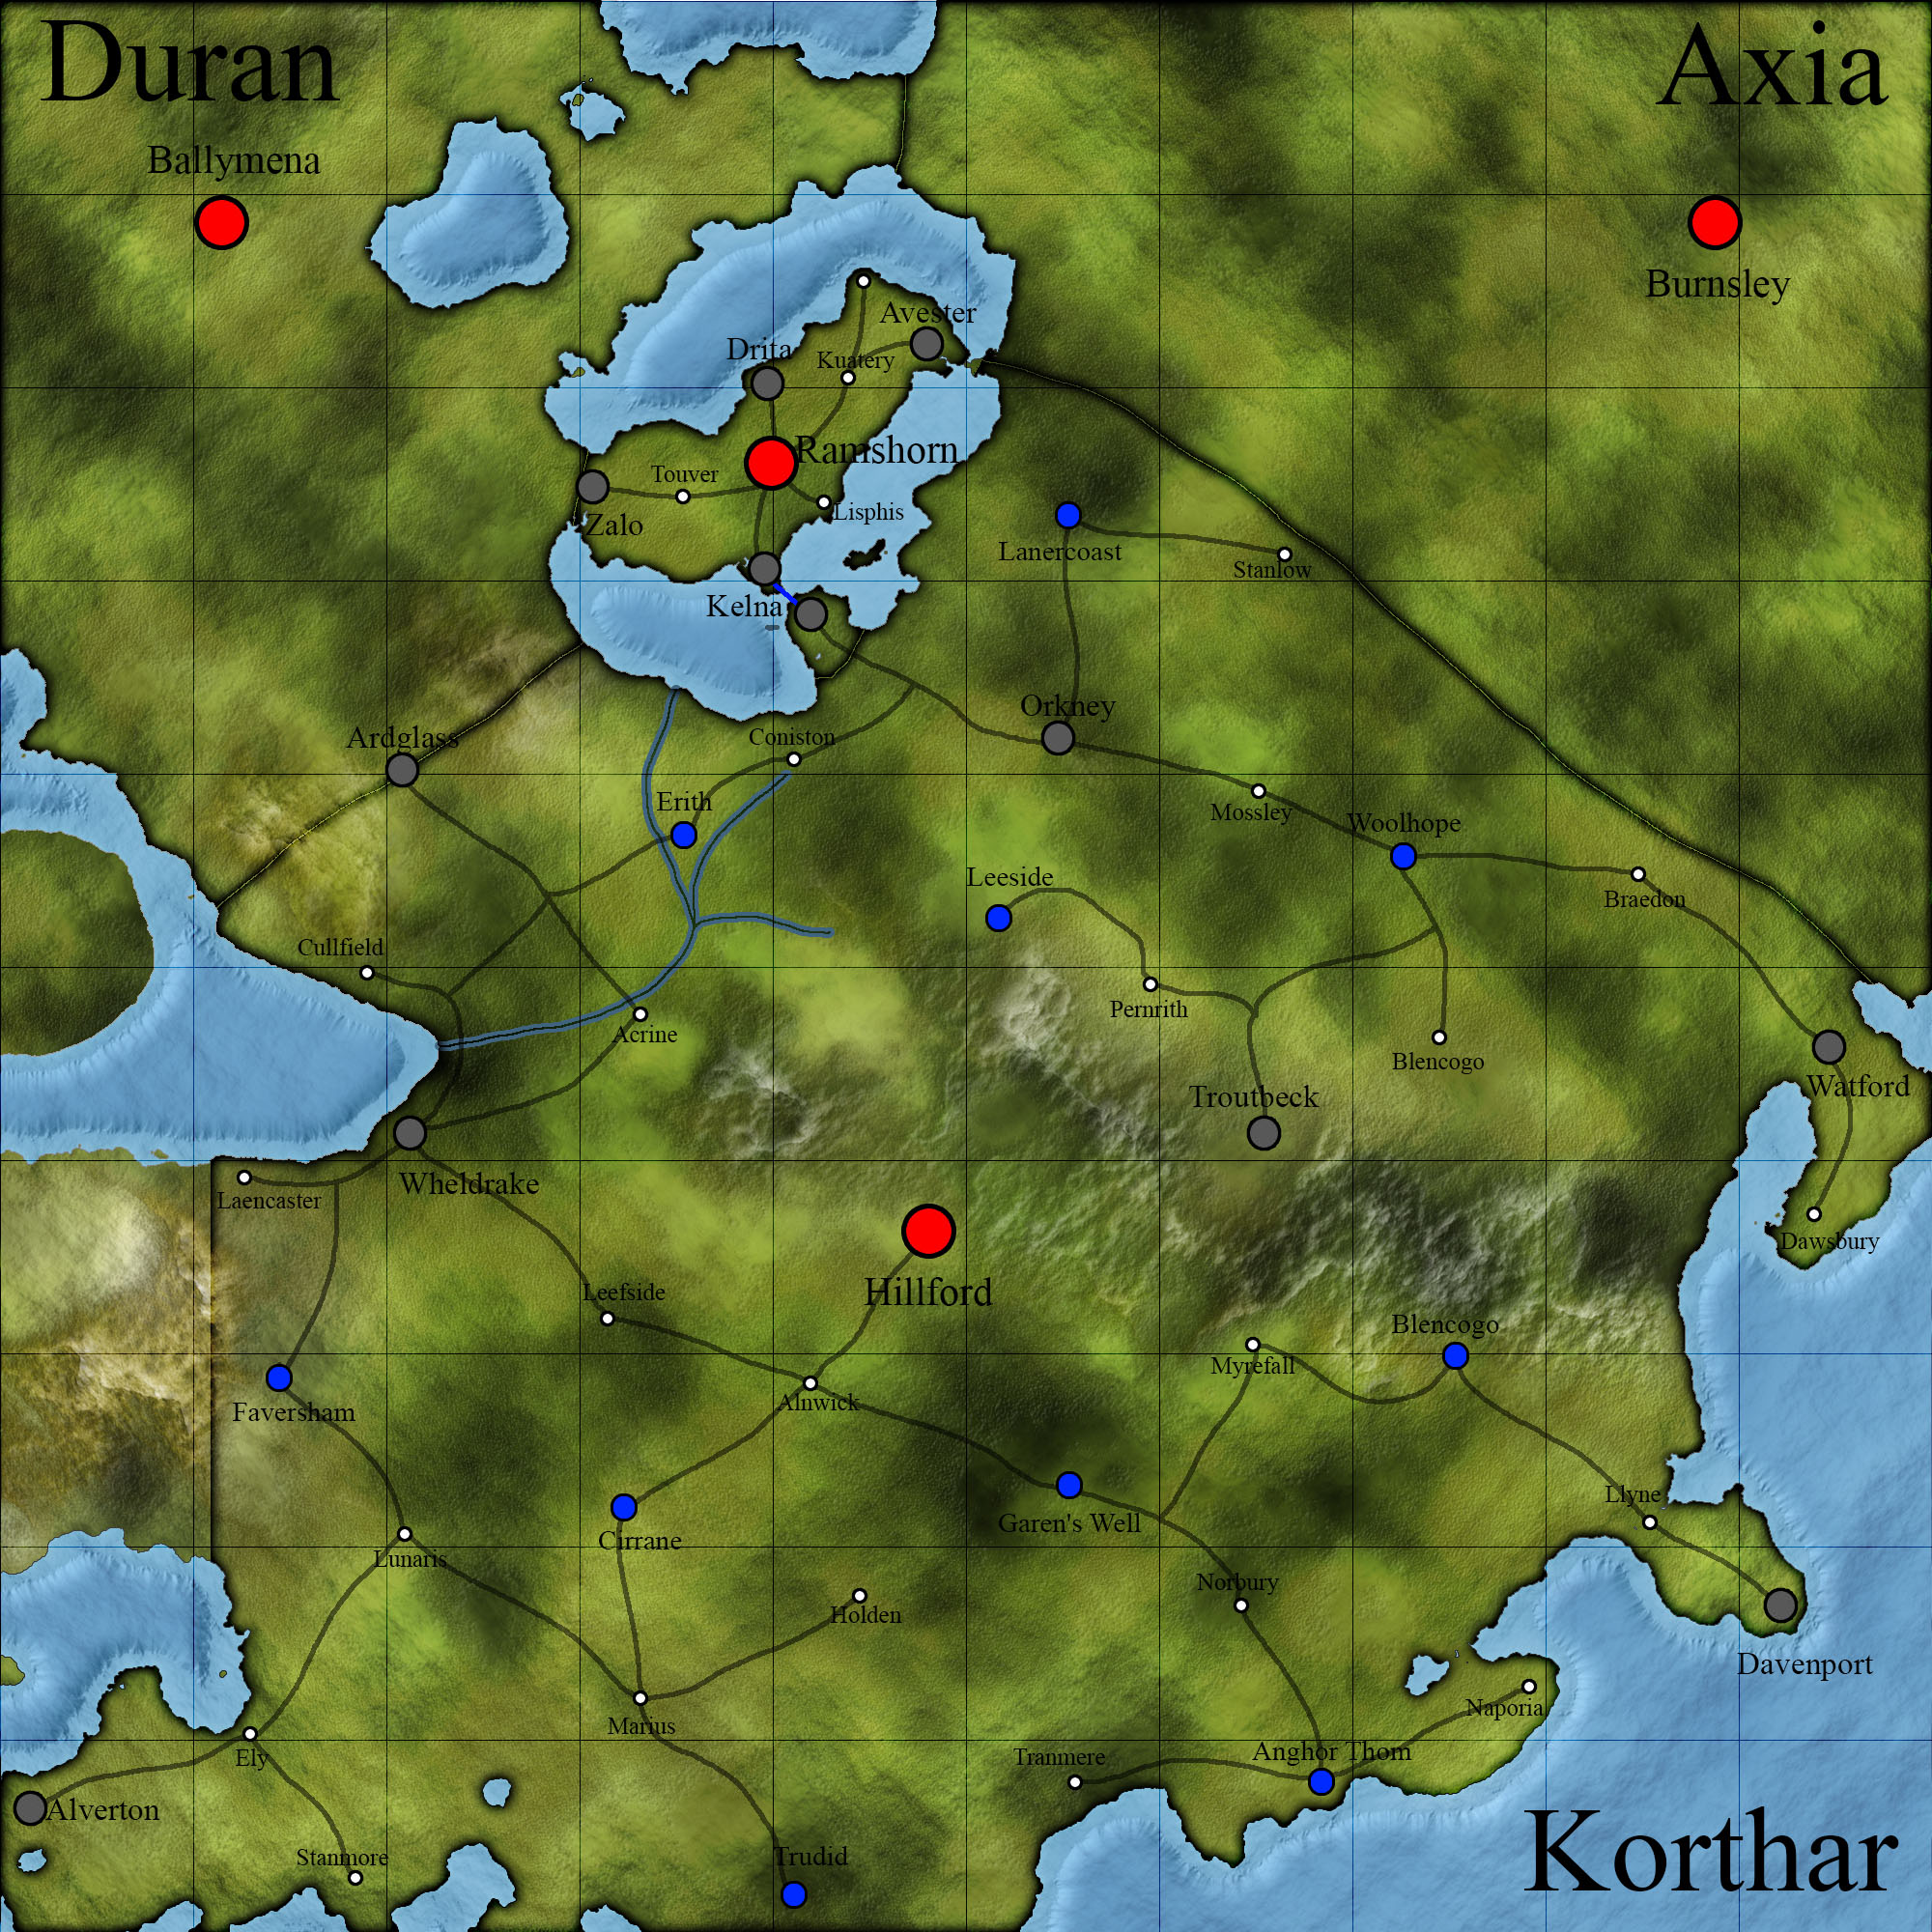 Duran
Axia
Ballymena
Burnsley
Avester
Drita
Kuatery
Ramshorn
Touver
Lisphis
Zalo
Lanercoast
Stanlow
Kelna
Orkney
Ardglass
Coniston
Erith
Mossley
Woolhope
Leeside
Braedon
Cullfield
Pernrith
Acrine
Blencogo
Watford
Troutbeck
Wheldrake
Laencaster
Dawsbury
Hillford
Leefside
Blencogo
Myrefall
Alnwick
Faversham
Llyne
Garen's Well
Cirrane
Lunaris
Norbury
Holden
Davenport
Naporia
Marius
Anghor Thom
Tranmere
Ely
Alverton
Korthar
Stanmore
Trudid